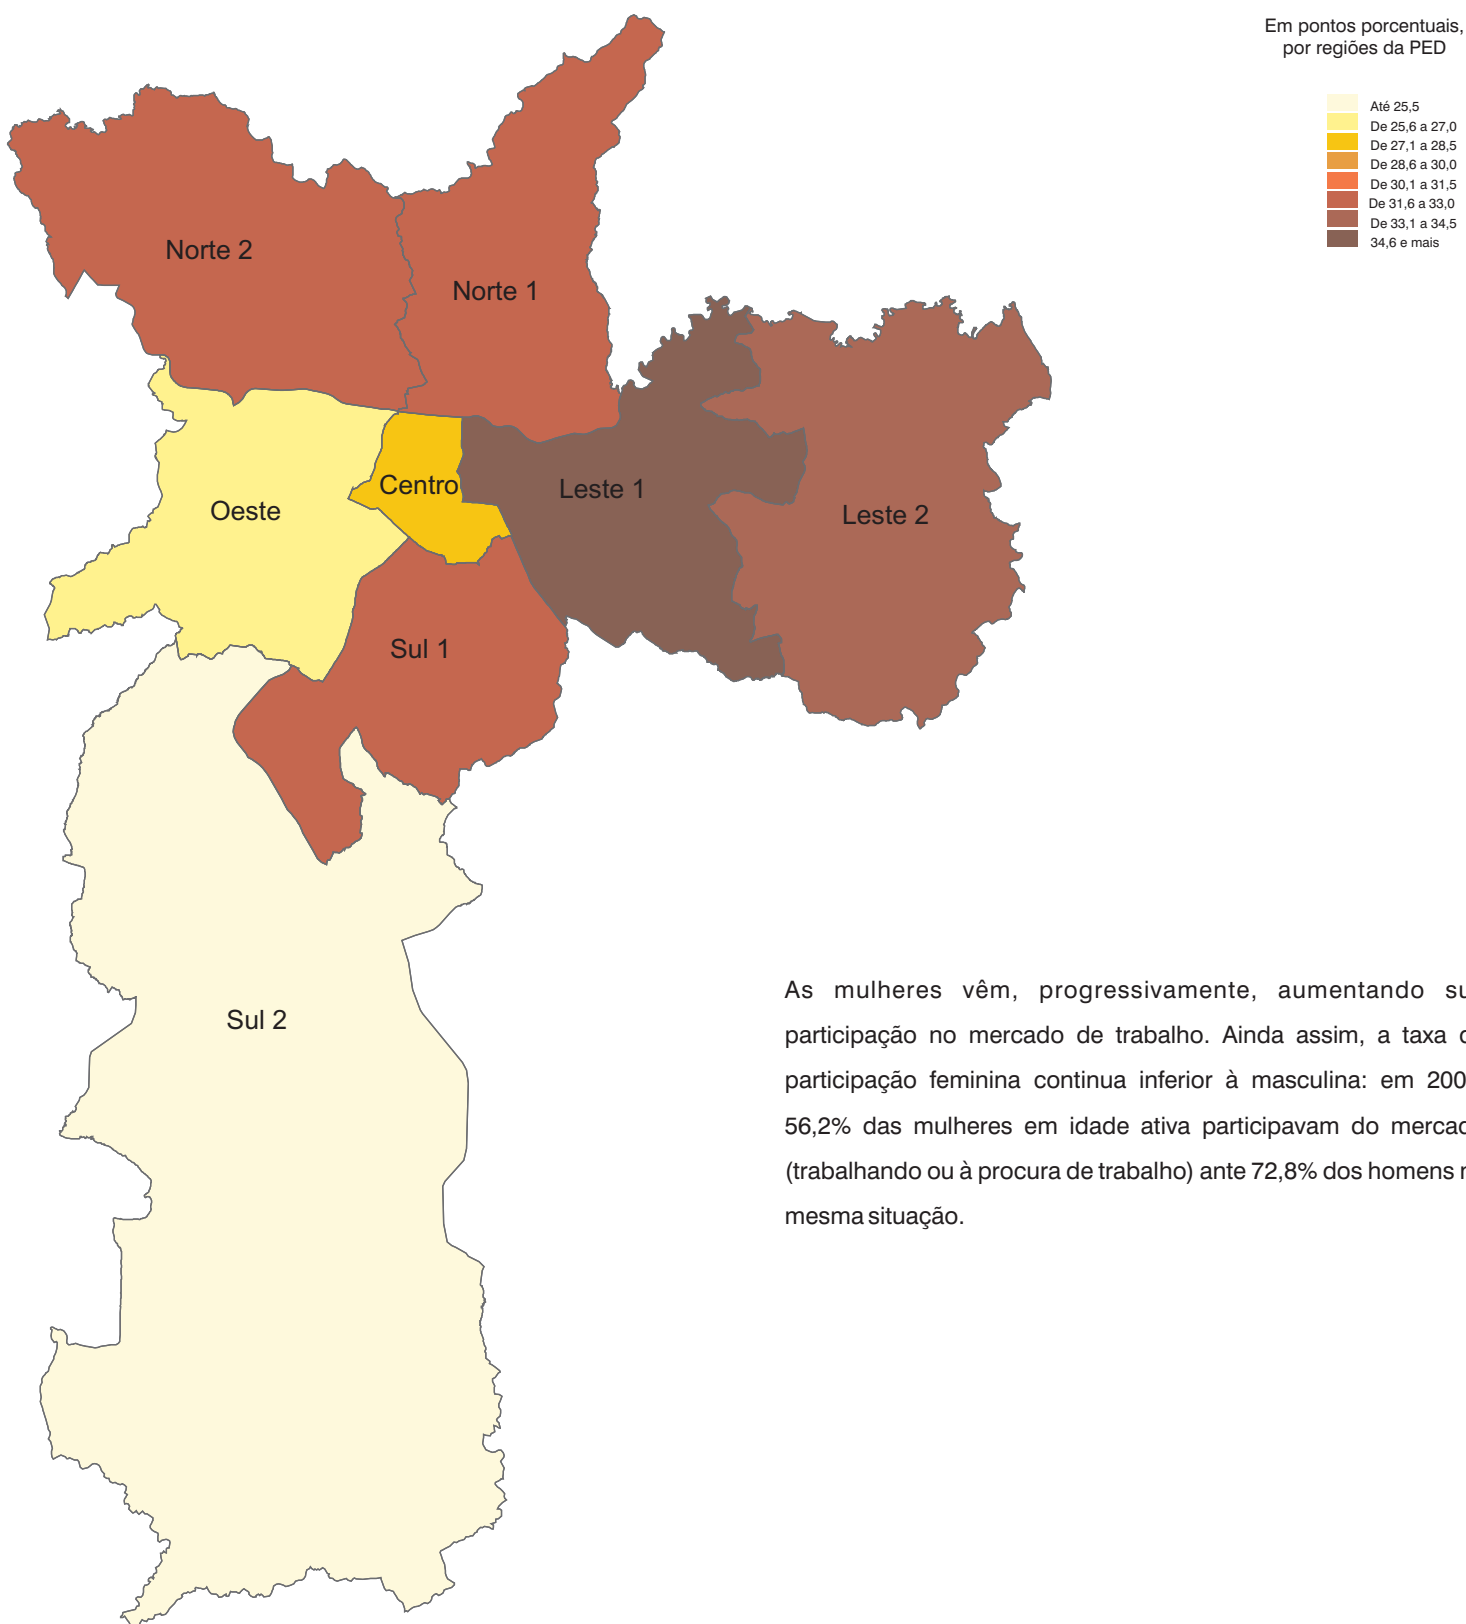 Em pontos porcentuais,
por regiões da PED
Até 25,5
De 25,6 a 27,0
De 27,1 a 28,5
De 28,6 a 30,0
De 30,1 a 31,5
De 31,6 a 33,0
De 33,1 a 34,5
34,6 e mais
Norte 2
Norte 1
Centro
Leste 1
Oeste
Leste 2
Sul 1
Sul 2
As mulheres vêm, progressivamente, aumentando
participação no mercado de trabalho. Ainda assim, a taxa
participação feminina continua inferior à masculina: em
56,2% das mulheres em idade ativa participavam do
(trabalhando ou à procura de trabalho) ante 72,8% dos homens
mesma situação.